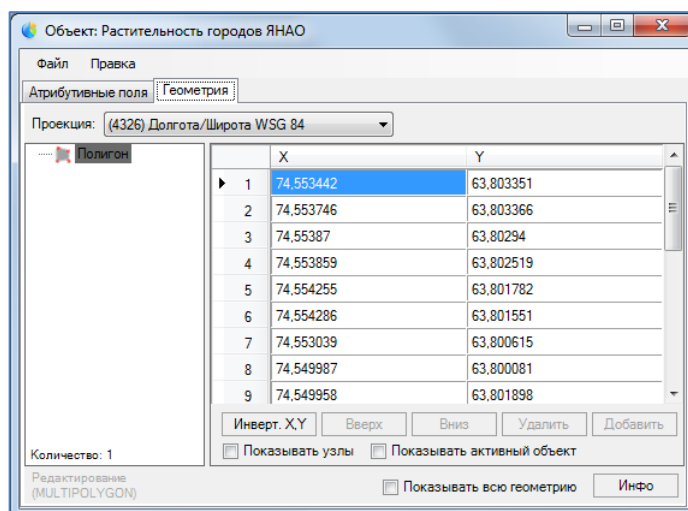 Объект: Растительность городов ЯНАО
Файл Правка
Атрибутивные поля Геометрия
Проекция: (4326) Долгота/Широта WSG 84
Полигон
X Y
1 74,553442 63,803351
2 74,553746 63,803366
3 74,55387 63,80294
4 74,553859 63,802519
5 74,554255 63,801782
6 74,554286 63,801551
7 74,553039 63,800615
8 74,549987 63,800081
9 74,549958 63,801898
Инверт. X,Y Вверх Вниз Удалить Добавить
Показывать узлы Показывать активный объект
Количество: 1
Редактирование
(MULTIPOLYGON)
Показывать всю геометрию Инфо